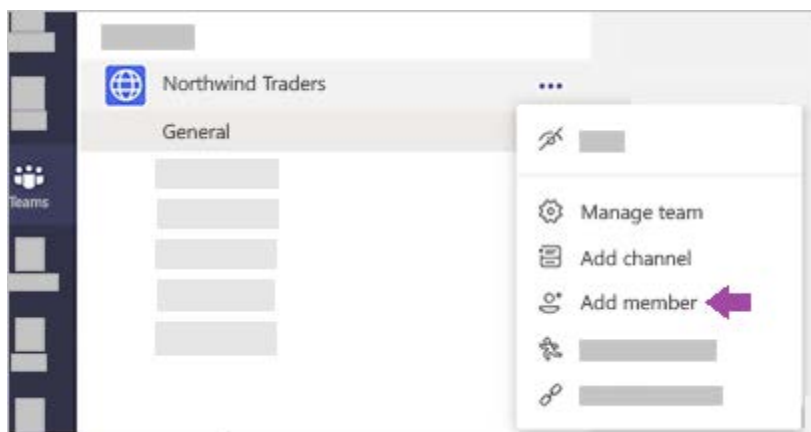 Northwind Traders
General
Teams
Manage team
Add channel
Add member